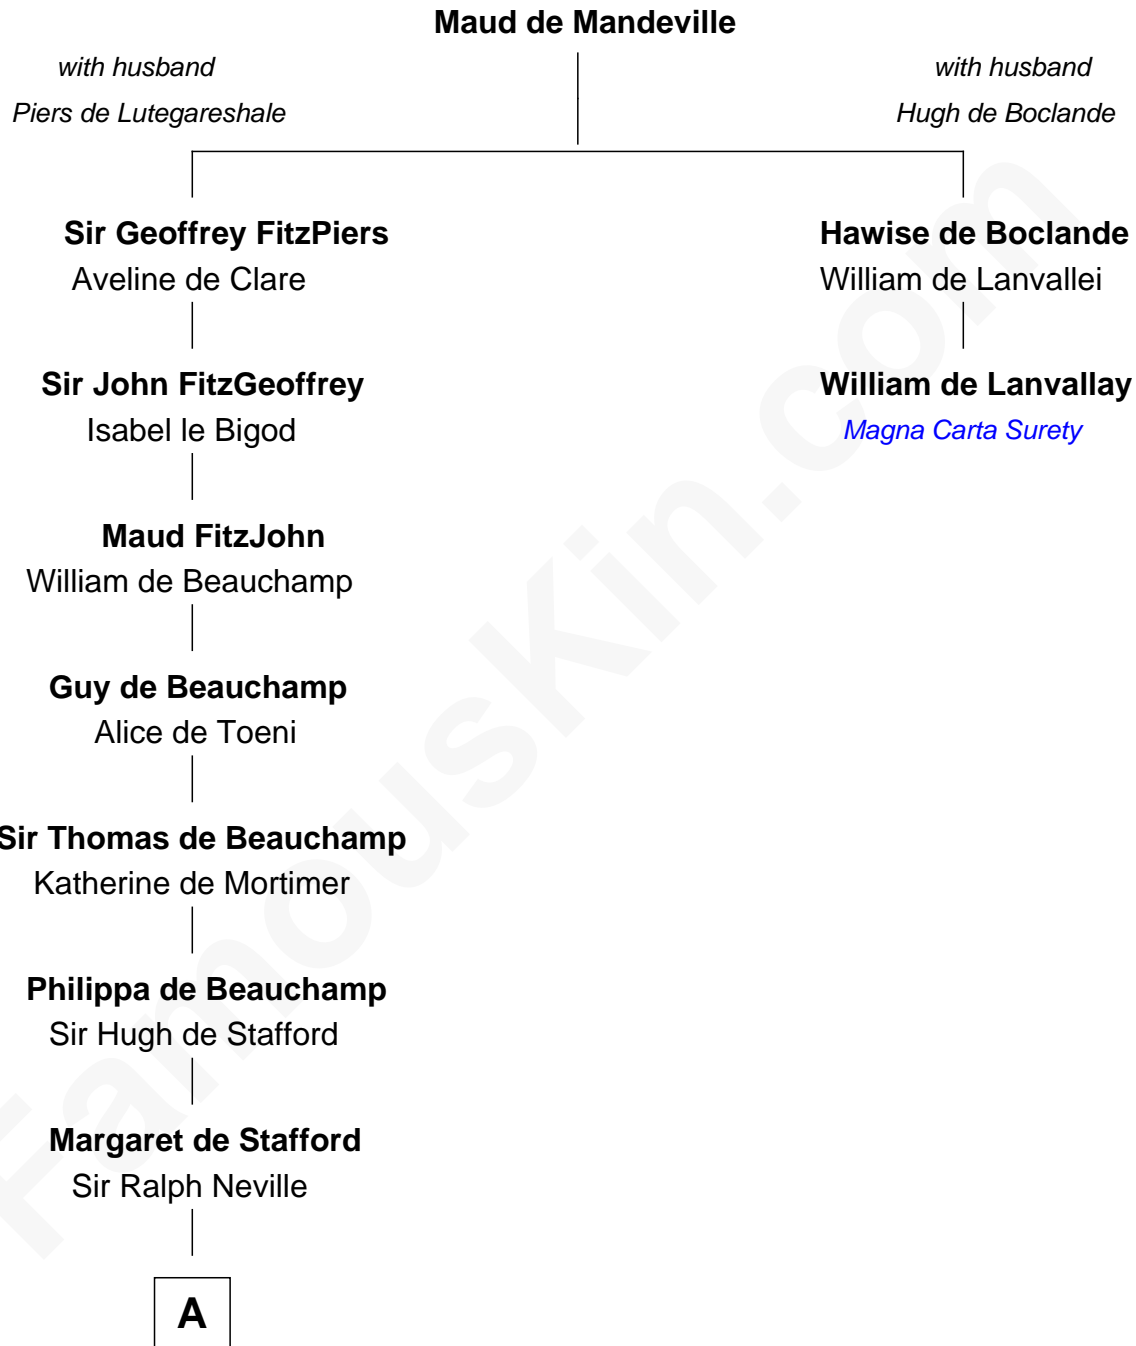 Maud de Mandeville
with husband
Piers de Lutegareshale
with husband
Hugh de Boclande
Sir Geoffrey FitzPiers
Aveline de Clare
Hawise de Boclande
William de Lanvallei
Sir John FitzGeoffrey
Isabel le Bigod
William de Lanvallay
Magna Carta Surety
Maud FitzJohn
William de Beauchamp
Guy de Beauchamp
Alice de Toeni
Sir Thomas de Beauchamp
Katherine de Mortimer
Philippa de Beauchamp
Sir Hugh de Stafford
Margaret de Stafford
Sir Ralph Neville
A
FamousKin.com